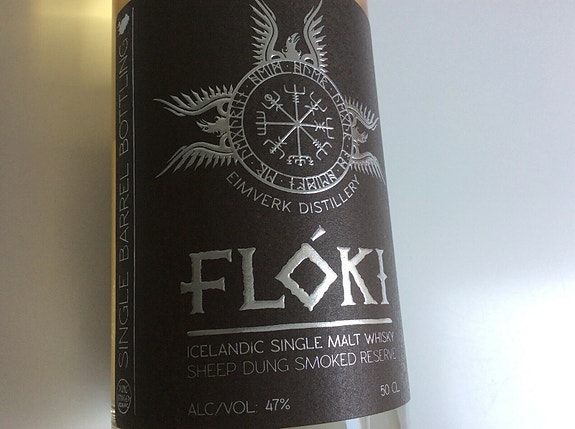 EIMVERK DISTILLERY
FLÓKI
ICELANDIC SINGLE MALT WHISKY
SHEEP DUNG SMOKED RESERVE
50 CL
ALC/VOL: 47%
SINGLE BARREL BOTTLING